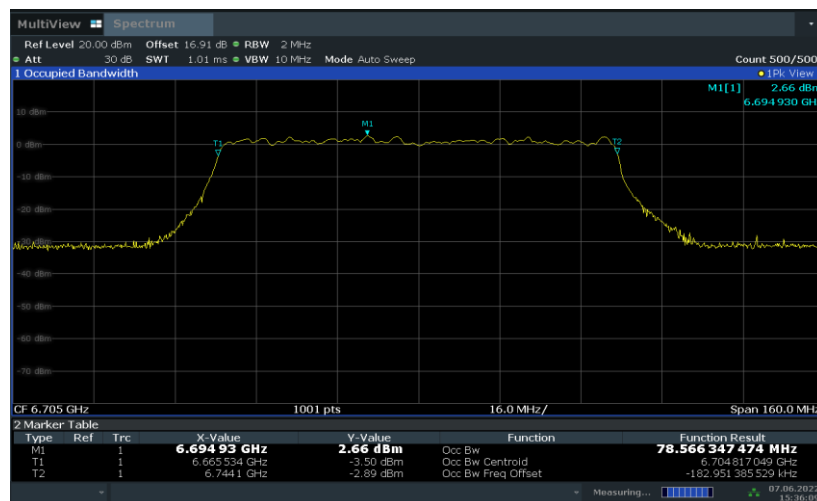 MultiView Spectrum
Ref Level 20.00 dBm Offset 16.91 dB RBW 2 MHz
Att 30 dB SWT 1.01 ms VBW 10 MHz Mode Auto Sweep Count 500/500
1 Occupied Bandwidth 1Pk View
M1[1] 2.66 dBm
6.694 930 GH
10 dBm
M1
0 dBm
T1
T2
-10 dBm
-20 dBm
-40 dBm
-50 dBm
-60 dBm
-70 dBm
CF 6.705 GHz 1001 pts 16.0 MHz/ Span 160.0 MHz
2 Marker Table
Type Ref Trc X-Value Y-Value Function Function Result
M1 1 6.694 93 GHz 2.66 dBm Occ Bw 78.566 347 474 MHz
T1 1 6.665 534 GHz -3.50 dBm Occ Bw Centroid 6.704 817 049 GHz
T2 1 6.7441 GHz -2.89 dBm Occ Bw Freq Offset -182.951 385 529 kHz
Measuring... 07.06.2022
15:36:09